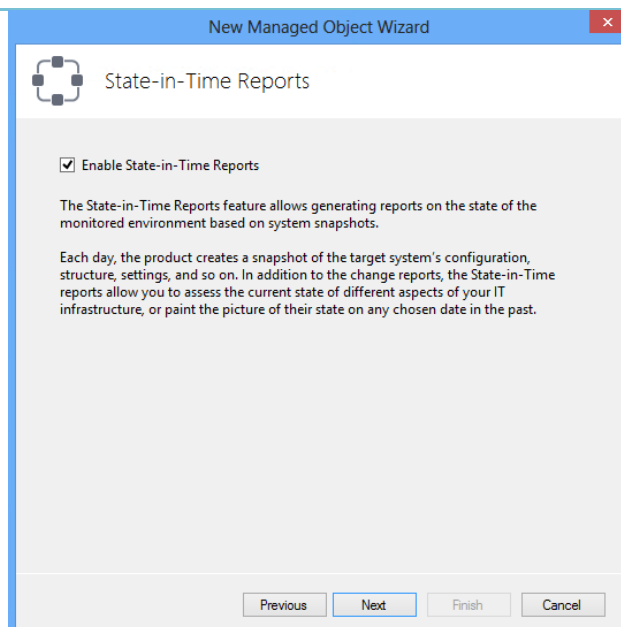 New Managed Object Wizard
State-in-Time Reports
Enable State-in-Time Reports
The State-in-Time Reports feature allows generating reports on the state of the
monitored environment based on system snapshots.
Each day, the product creates a snapshot of the target system's configuration,
structure, settings, and so on. In addition to the change reports, the State-in-Time
reports allow you to assess the current state of different aspects of your IT
infrastructure, or paint the picture of their state on any chosen date in the past.
Previous Next Finish Cancel